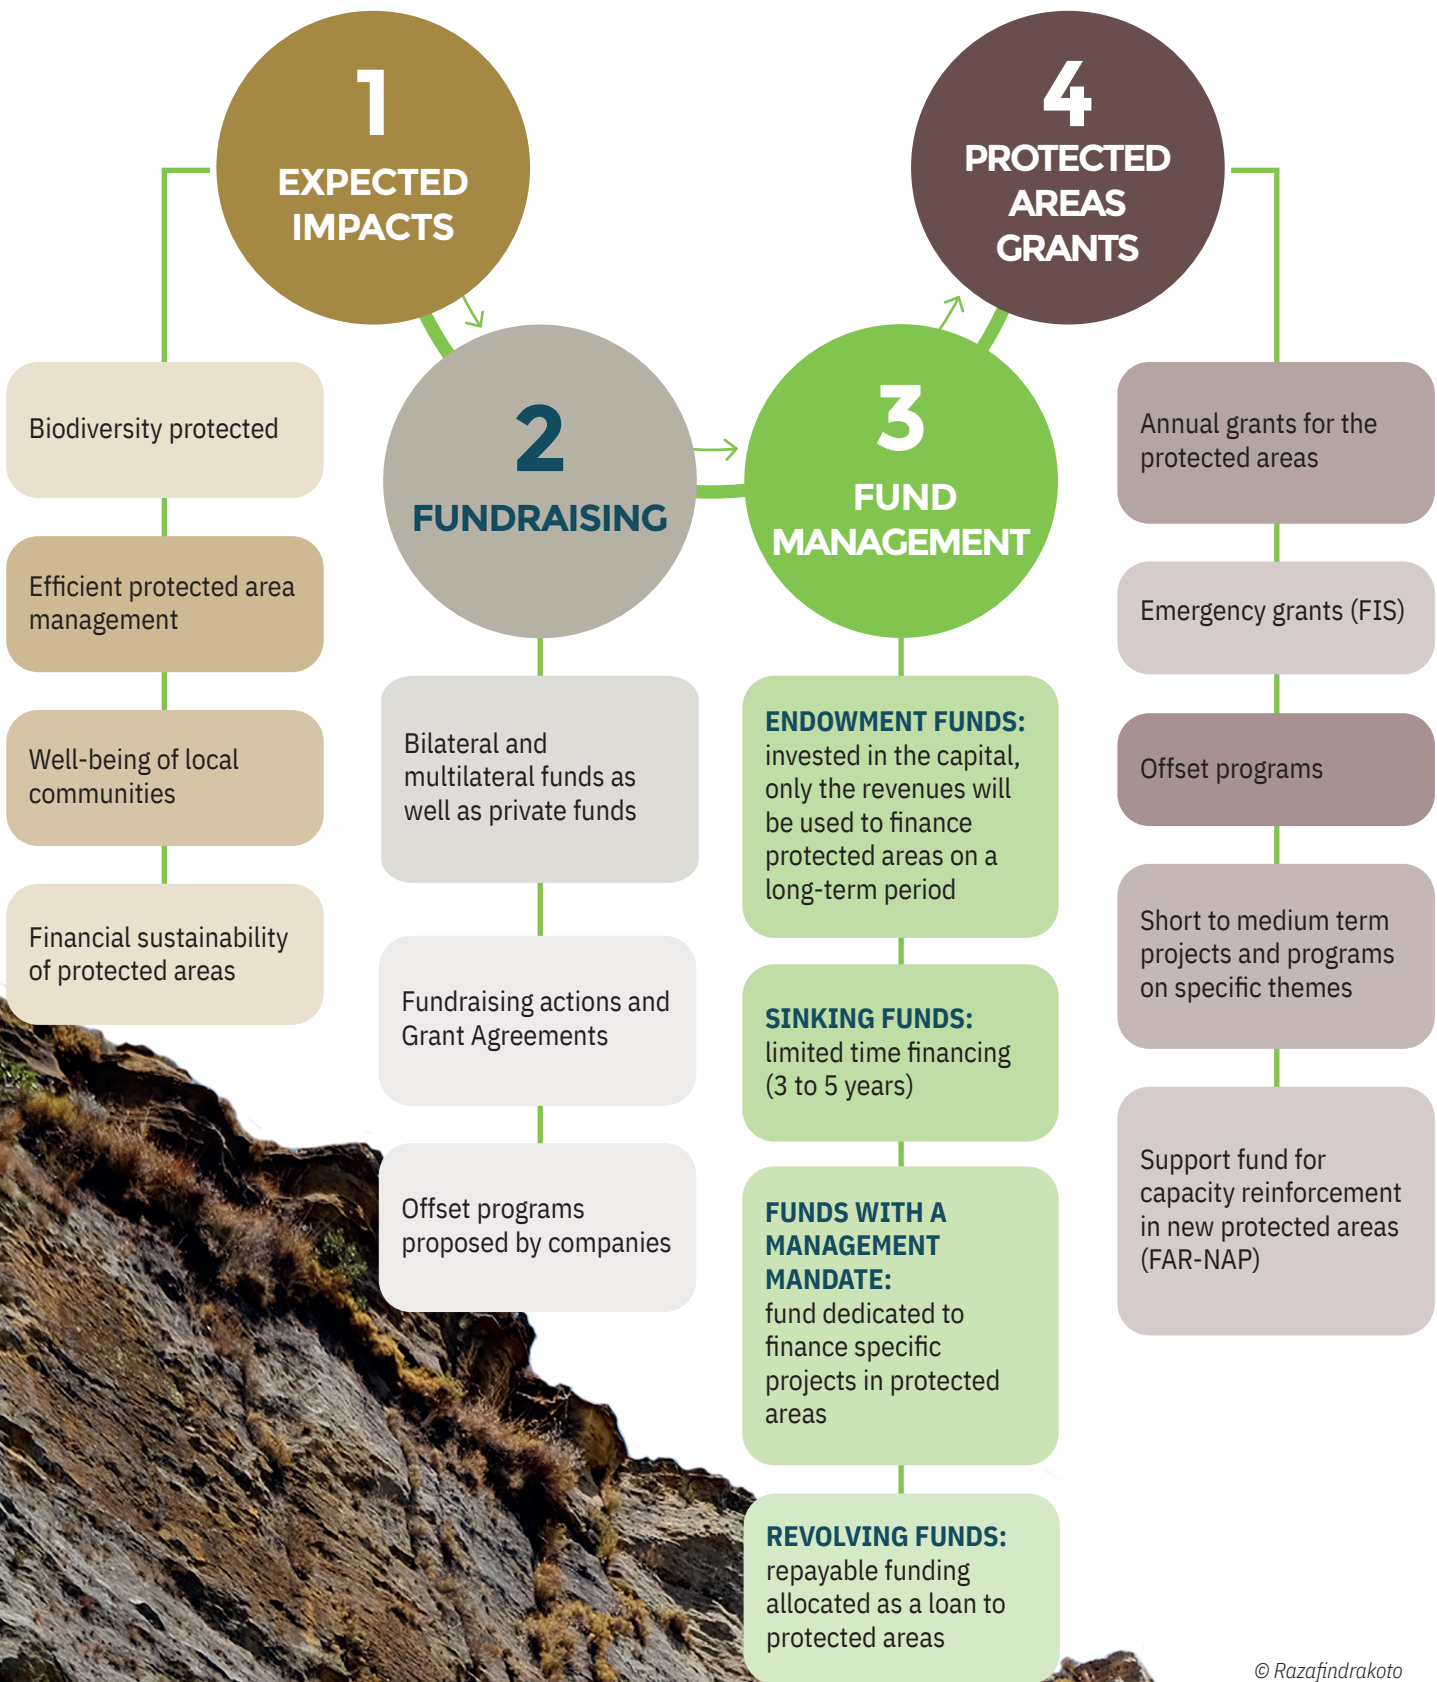 1
EXPECTED
IMPACTS
Biodiversity protected
Efficient protected area
management
Well-being of local
communities
Financial sustainability
of protected areas
2
FUNDRAISING
Bilateral and
multilateral funds as
well as private funds
Fundraising actions and
Grant Agreements
Offset programs
proposed by companies
3
FUND
MANAGEMENT
ENDOWMENT FUNDS:
invested in the capital,
only the revenues will
be used to finance
protected areas on a
long-term period
SINKING FUNDS:
limited time financing
(3 to 5 years)
FUNDS WITH A
MANAGEMENT
MANDATE:
fund dedicated to
finance specific
projects in protected
areas
REVOLVING FUNDS:
repayable funding
allocated as a loan to
protected areas
4
PROTECTED
AREAS
GRANTS
Annual grants for the
protected areas
Emergency grants (FIS)
Offset programs
Short to medium term
projects and programs
on specific themes
Support fund for
capacity reinforcement
in new protected areas
(FAR-NAP)
© Razafindrakoto